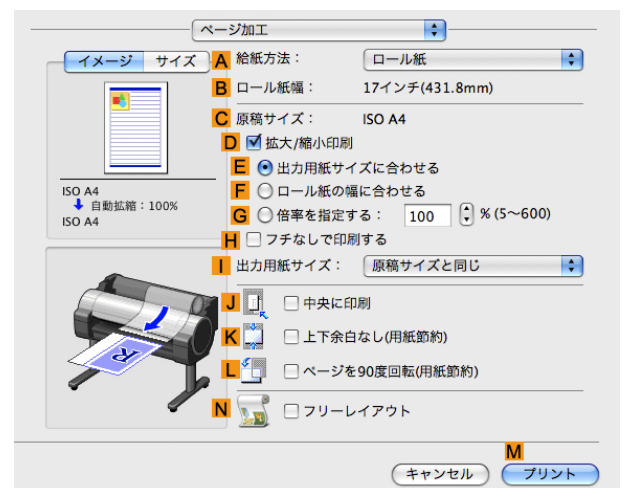 ページ加工
イメージ サイズ
A 給紙方法： ロール紙
B ロール紙幅： 17インチ(431.8mm)
C 原稿サイズ： ISO A4
D 拡大/縮小印刷
E 出力用紙サイズに合わせる
F ロール紙の幅に合わせる
G 倍率を指定する： 100 % (5～600)
H フチなしで印刷する
ISO A4
自動拡縮：100%
ISO A4
I 出力用紙サイズ： 原稿サイズと同じ
J 中央に印刷
K 上下余白なし(用紙節約)
L ページを90度回転(用紙節約)
N フリーレイアウト
R
M
キャンセル プリント